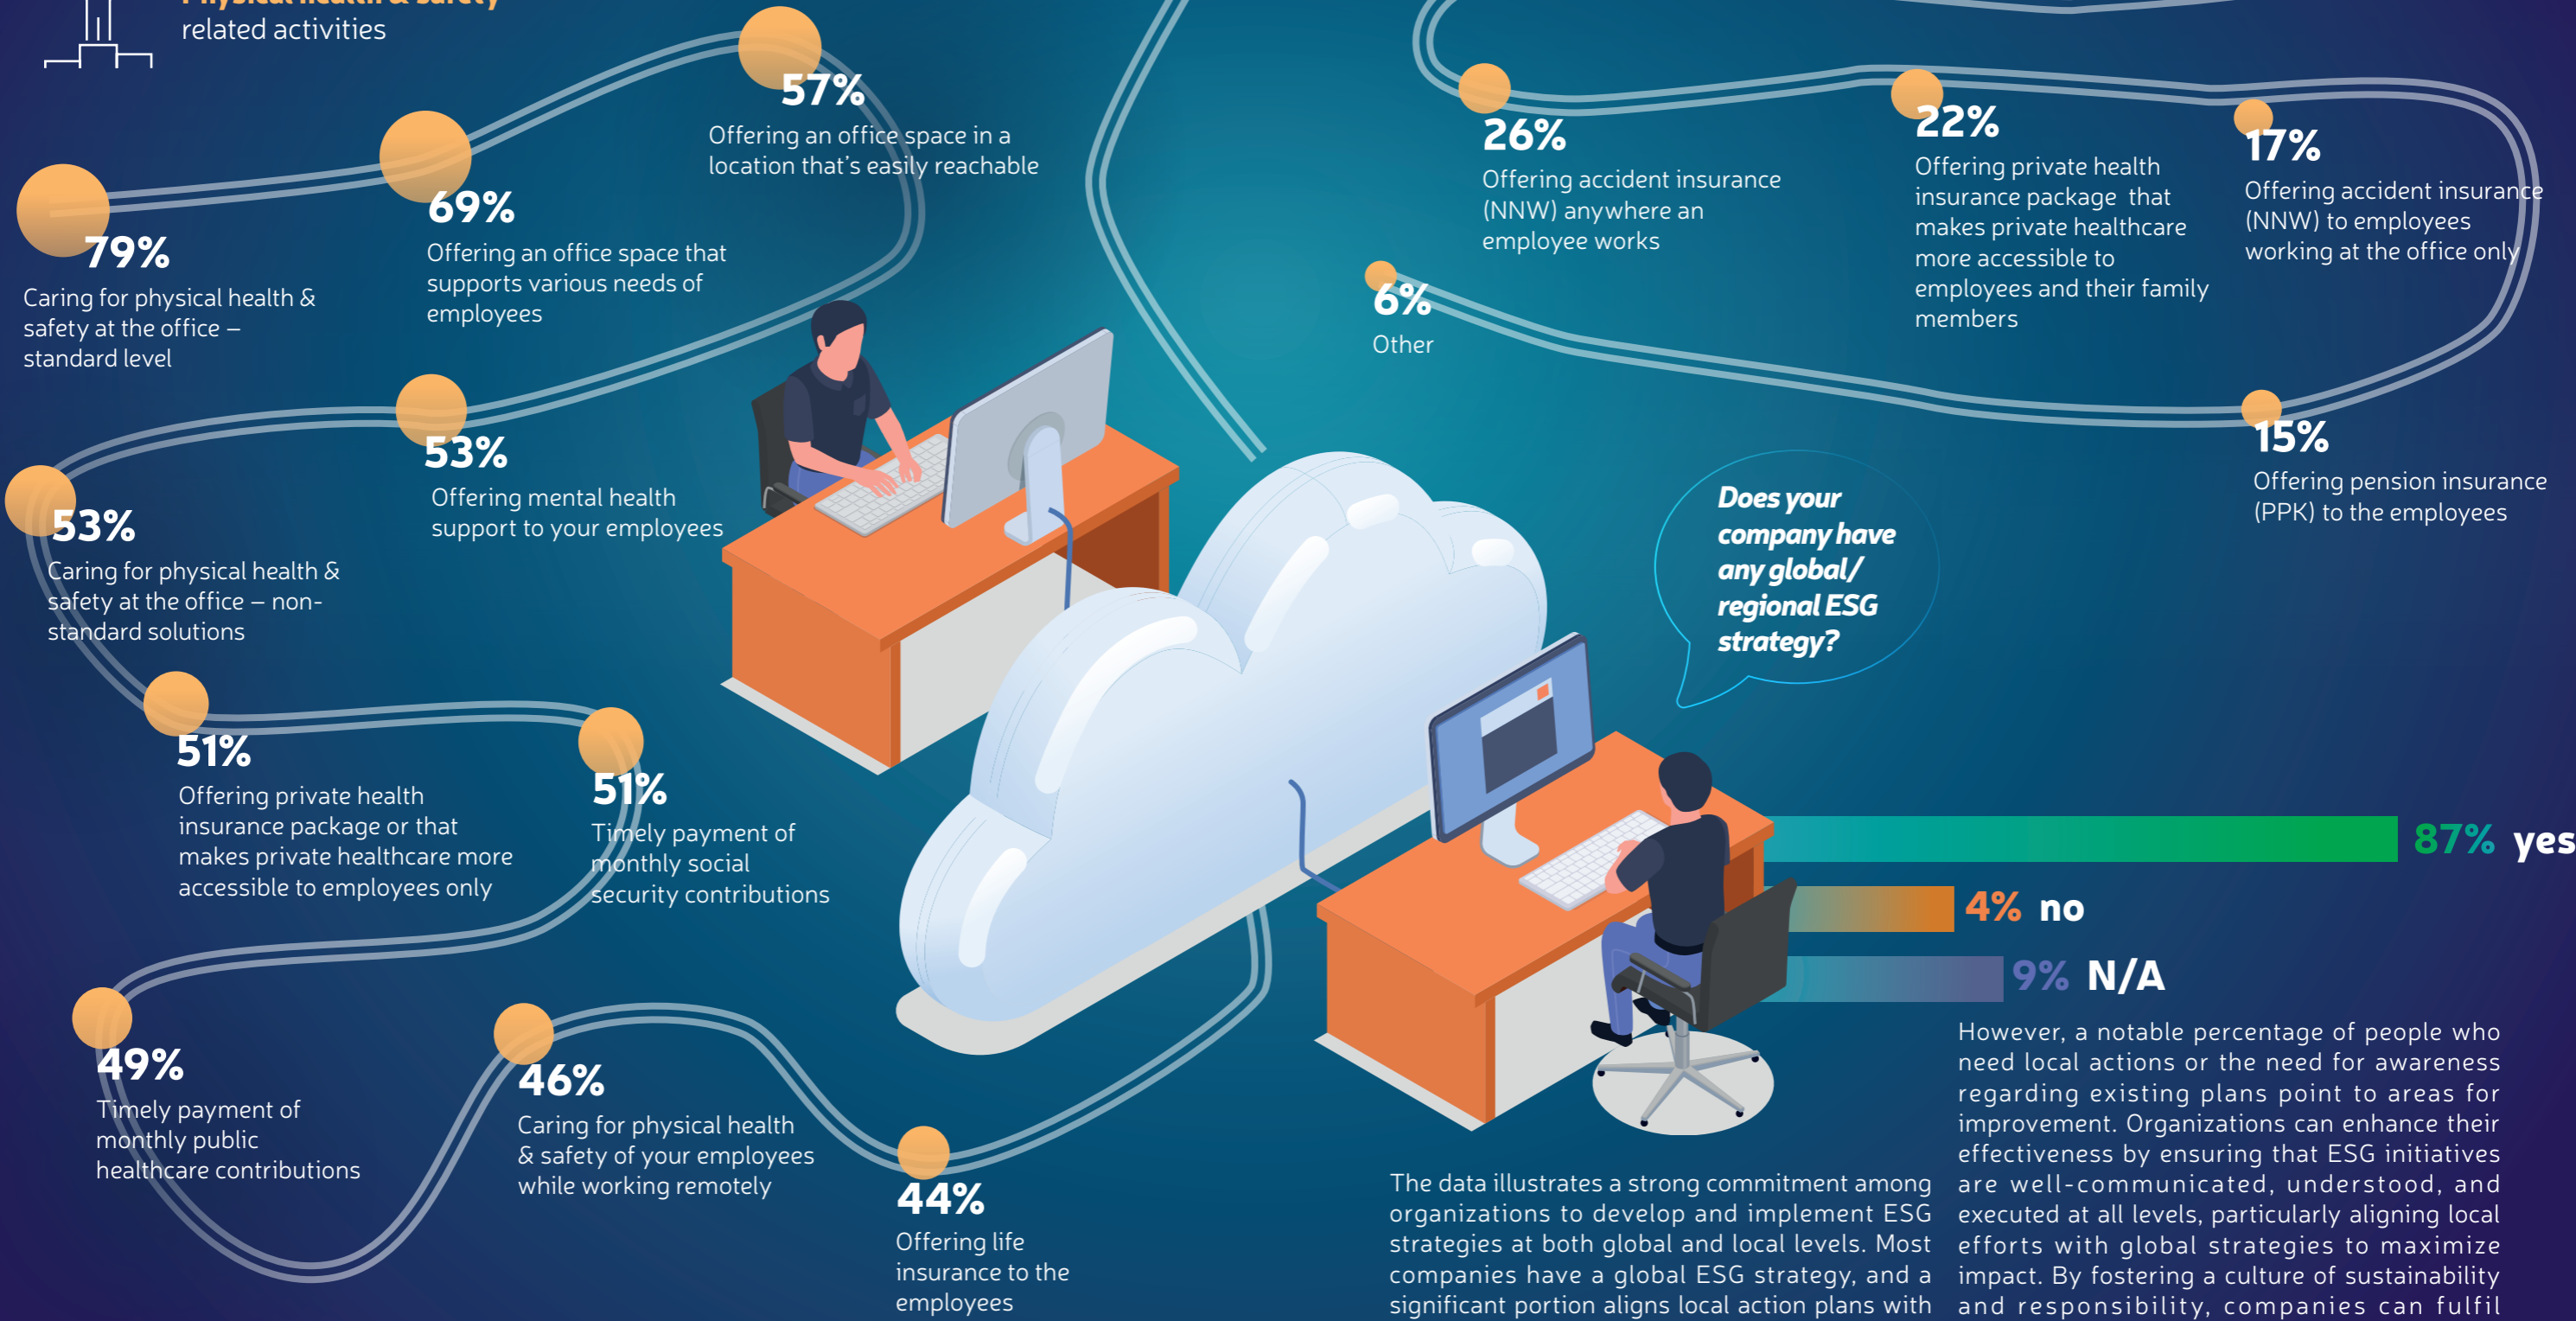 Physical health & safety
related activities
57%
Offering an office space in a
location that's easily reachable
69%
Offering an office space that
supports various needs of
employees
79%
Caring for physical health &
safety at the office –
standard level
53%
Offering mental health
support to your employees
53%
Caring for physical health &
safety at the office – non-
standard solutions
51%
Offering private health
insurance package or that
makes private healthcare more
accessible to employees only
51%
Timely payment of
monthly social
security contributions
49%
Timely payment of
monthly public
healthcare contributions
46%
Caring for physical health
& safety of your employees
while working remotely
44%
Offering life
insurance to the
employees
26%
Offering accident insurance
(NNW) anywhere an
employee works
22%
Offering private health
insurance package that
makes private healthcare
more accessible to
employees and their family
members
17%
Offering accident insurance
(NNW) to employees
working at the office only
15%
Offering pension insurance
(PPK) to the employees
6%
Other
Does your
company have
any global/
regional ESG
strategy?
87% yes
4% no
9% N/A
The data illustrates a strong commitment among
organizations to develop and implement ESG
strategies at both global and local levels. Most
companies have a global ESG strategy, and a
significant portion aligns local action plans with
However, a notable percentage of people who
need local actions or the need for awareness
regarding existing plans point to areas for
improvement. Organizations can enhance their
effectiveness by ensuring that ESG initiatives
are well-communicated, understood, and
executed at all levels, particularly aligning local
efforts with global strategies to maximize
impact. By fostering a culture of sustainability
and responsibility, companies can fulfil